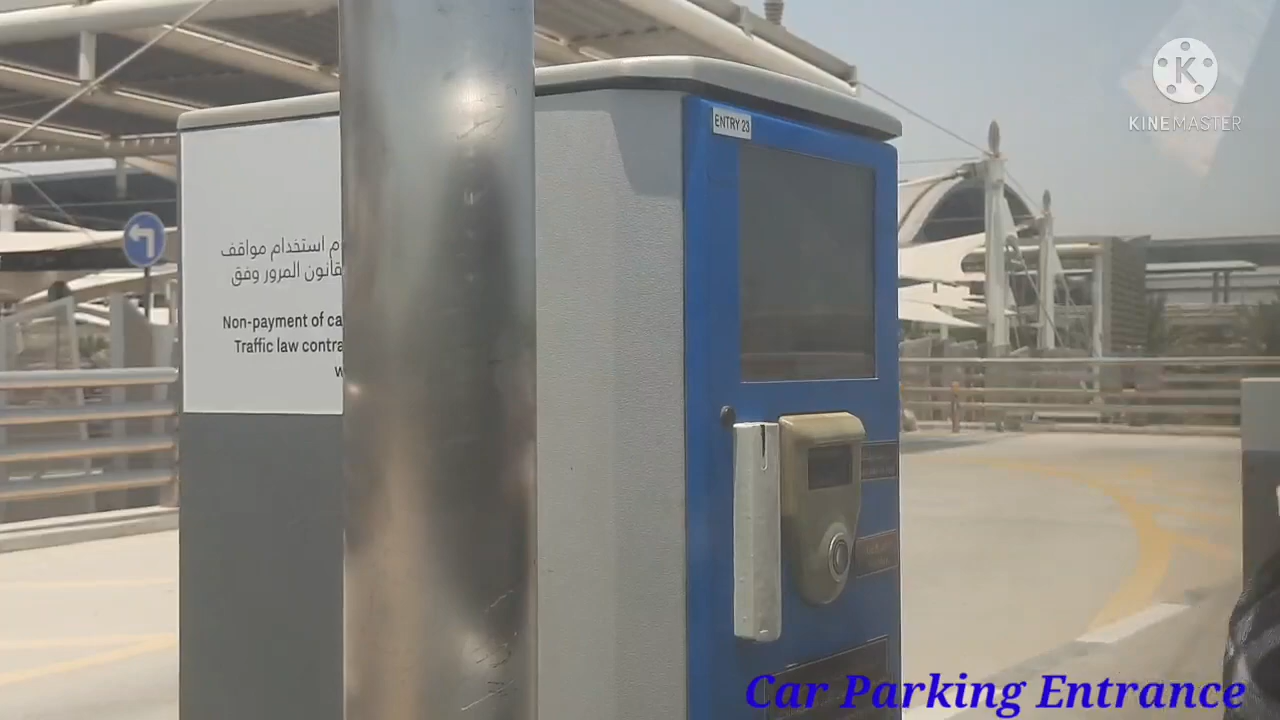 K
KINEMASTER
ENTRY 23
م استخدام مواقف
قانون المرور وفق
Non-payment of ca
Traffic law contra
w
Car Parking Entrance